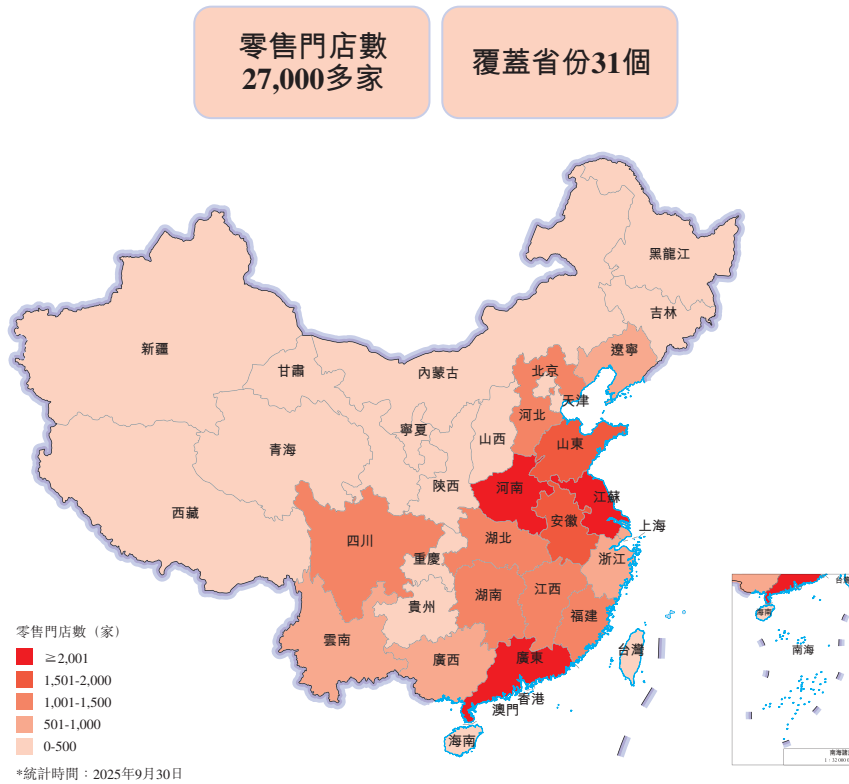 零售門店數
27,000多家
覆蓋省份31個
黑龍江
吉林
遼寧
新疆
甘肅
內蒙古
北京
天津
河北
寧夏
山西
山東
青海
陝西
河南
江蘇
西藏
安徽
上海
四川
湖北
重慶
浙江
湖南
江西
貴州
福建
雲南
廣西
廣東
台灣
香港
澳門
海南
海南
南海
零售門店數（家）
≧2,001
1,501-2,000
1,001-1,500
501-1,000
0-500
*統計時間：2025年9月30日